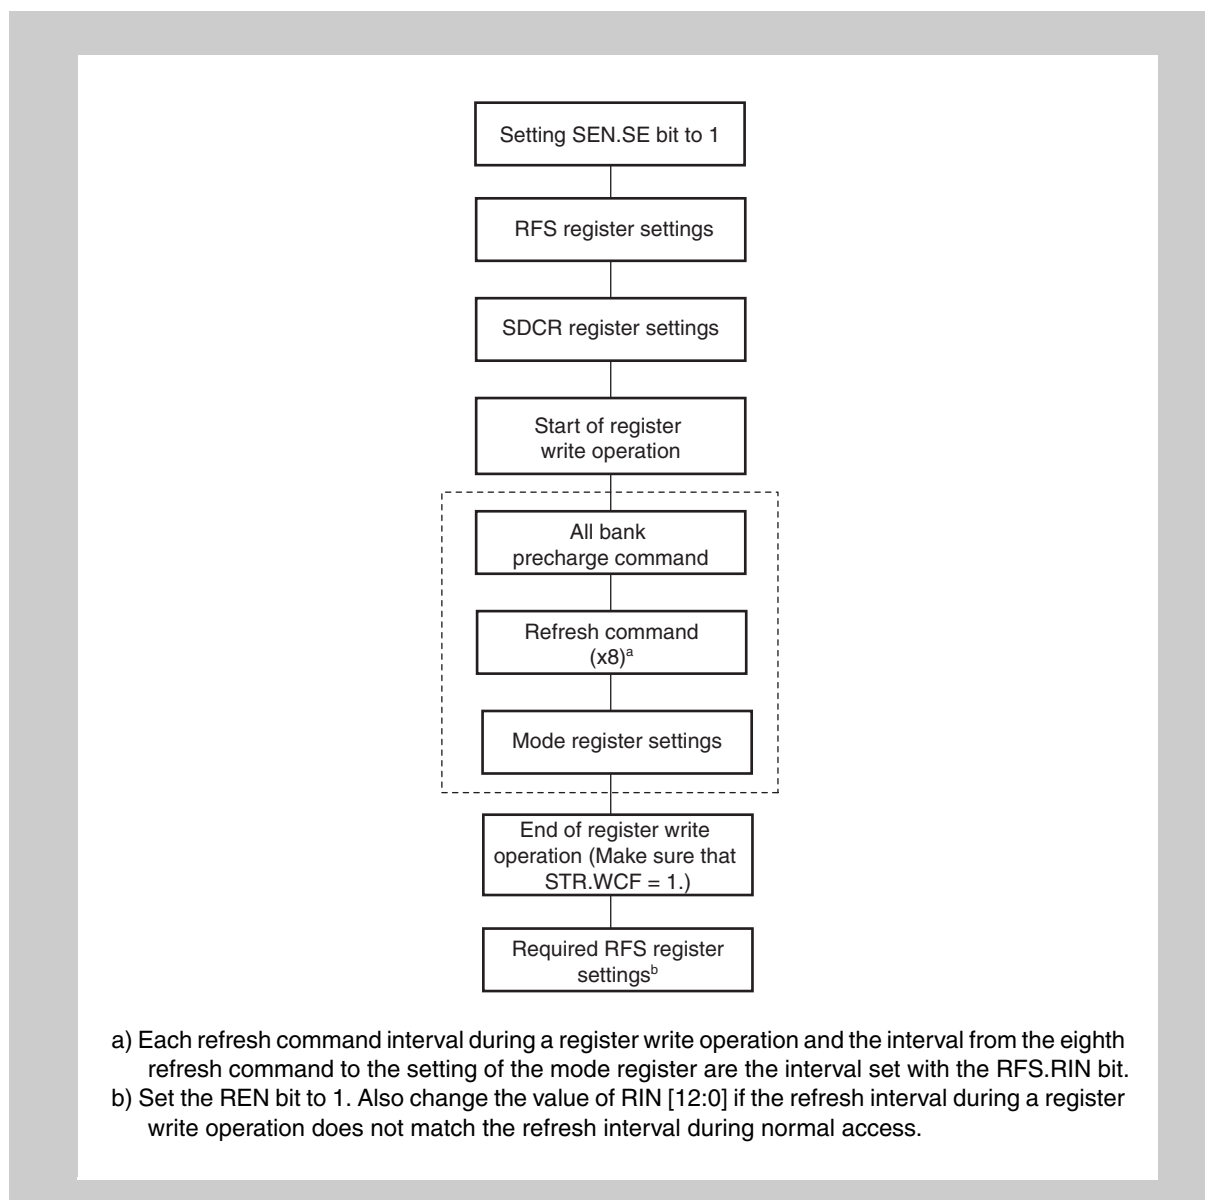 Setting SEN.SE bit to 1
RFS register settings
SDCR register settings
Start of register
write operation
All bank
precharge command
Refresh command
(x8)a
Mode register settings
End of register write
operation (Make sure that
STR.WCF = 1.)
Required RFS register
settingsb
a) Each refresh command interval during a register write operation and the interval from the eighth
refresh command to the setting of the mode register are the interval set with the RFS.RIN bit.
b) Set the REN bit to 1. Also change the value of RIN [12:0] if the refresh interval during a register
write operation does not match the refresh interval during normal access.